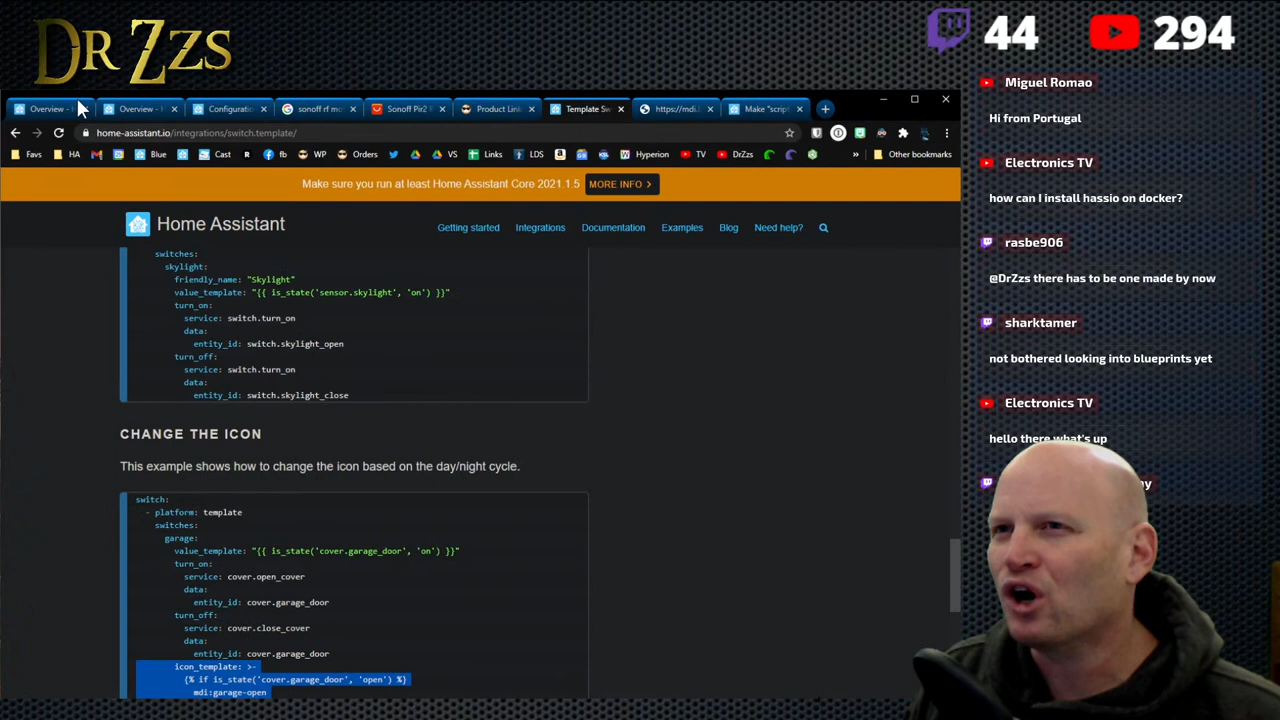 DR ZZS
44
294
Overview - H
Overview - H
Configuratio
sonoff rf mo
Sonoff Pir2 F
Product Link
Template Sw
https://mdi.
Make "script
home-assistant.io/integrations/switch.template/
Favs
HA
Blue
Cast
fb
WP
Orders
VS
Links
LDS
Hyperion
TV
DrZzs
»
Other bookmarks
Make sure you run at least Home Assistant Core 2021.1.5
MORE INFO
Home Assistant
Getting started
Integrations
Documentation
Examples
Blog
Need help?
switches:
skylight:
friendly_name: "Skylight"
value_template: "{{ is_state('sensor.skylight', 'on') }}"
turn_on:
service: switch.turn_on
data:
entity_id: switch.skylight_open
turn_off:
service: switch.turn_on
data:
entity_id: switch.skylight_close
CHANGE THE ICON
This example shows how to change the icon based on the day/night cycle.
switch:
- platform: template
switches:
garage:
value_template: "{{ is_state('cover.garage_door', 'on') }}"
turn_on:
service: cover.open_cover
data:
entity_id: cover.garage_door
turn_off:
service: cover.close_cover
data:
entity_id: cover.garage_door
icon_template: >-
{% if is_state('cover.garage_door', 'open') %}
mdi:garage-open
Miguel Romao
Hi from Portugal
Electronics TV
how can I install hassio on docker?
rasbe906
@DrZzs there has to be one made by now
sharktamer
not bothered looking into blueprints yet
Electronics TV
hello there what's up